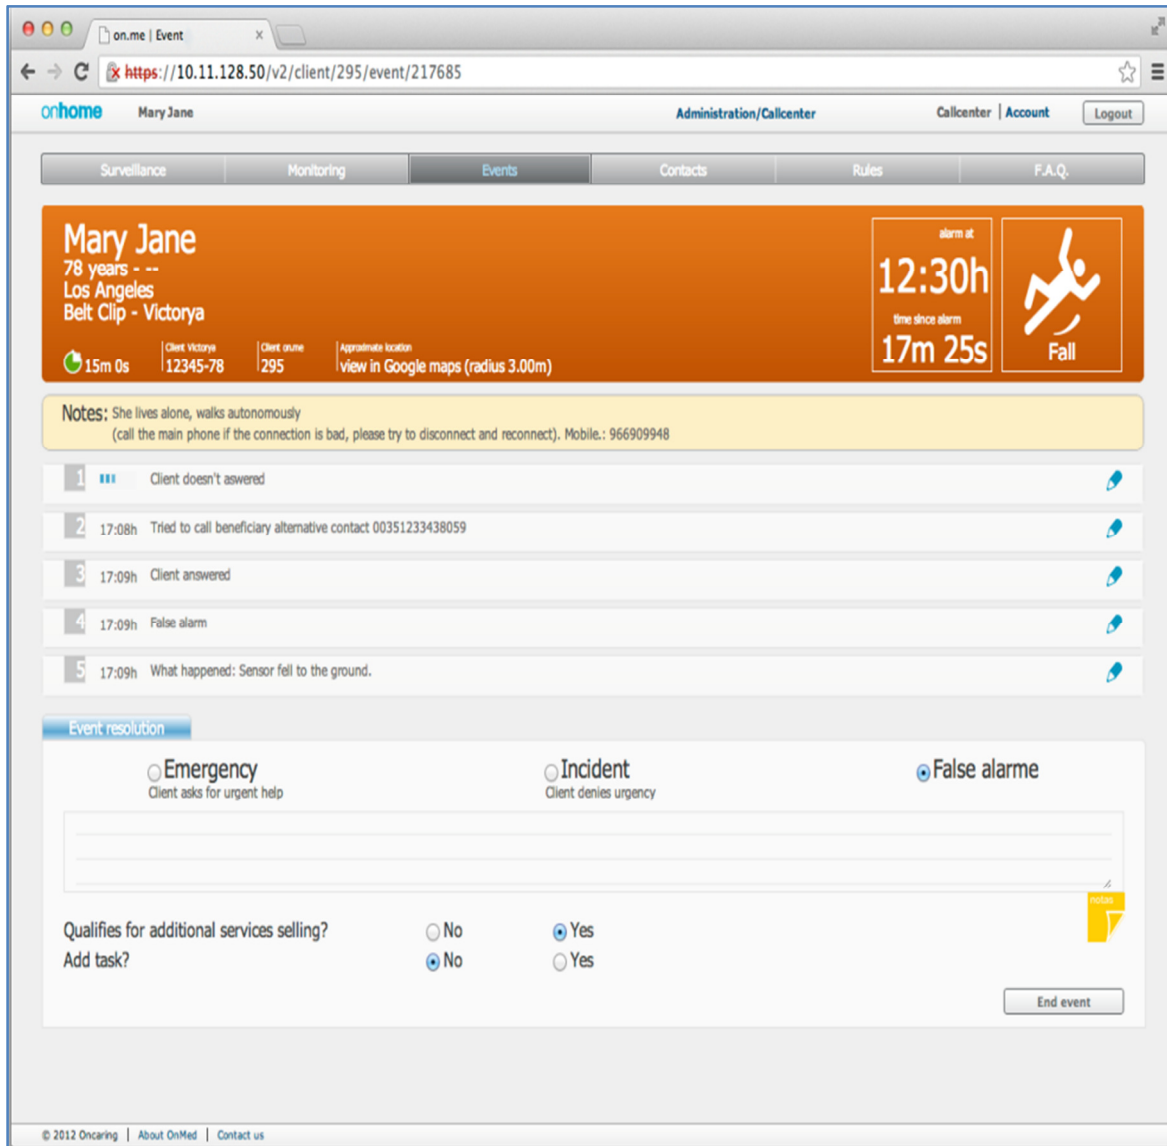 on.me | Event
https://10.11.128.50/v2/client/295/event/217685
onhome Mary Jane Administration/Callcenter Callcenter | Account Logout
Surveillance Monitoring Events Contacts Rules F.A.Q.
Mary Jane
78 years - --
Los Angeles
Belt Clip - Victorya
15m 0s
Client Victorya
12345-78
Client on.me
295
Approximate location
view in Google maps (radius 3.00m)
alarm at
12:30h
time since alarm
17m 25s
Fall
Notes: She lives alone, walks autonomously
(call the main phone if the connection is bad, please try to disconnect and reconnect). Mobile.: 966909948
1 Client doesn't aswered
2 17:08h Tried to call beneficiary alternative contact 00351233438059
3 17:09h Client answered
4 17:09h False alarm
5 17:09h What happened: Sensor fell to the ground.
Event resolution
Emergency
Client asks for urgent help
Incident
Client denies urgency
False alarme
notas
Qualifies for additional services selling? No Yes
Add task? No Yes
End event
© 2012 Oncaring | About OnMed | Contact us